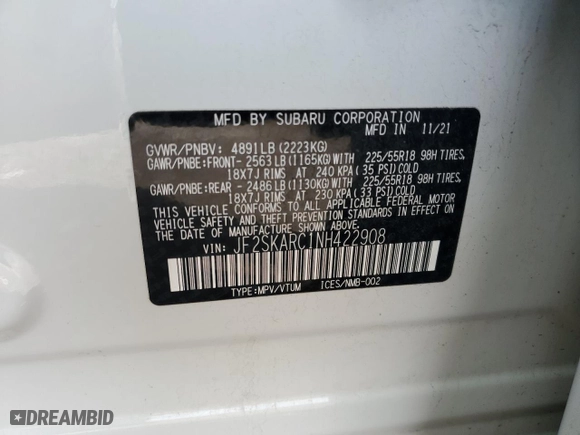 MFD BY SUBARU CORPORATION
MFD IN 11/21
GVWR/PNBV: 4891LB(2223KG)
GAWR/PNBE:FRONT- 2563LB(1165KG)WITH 225/55R18 98H TIRES,
18X7J RIMS AT 240 KPA(35 PSI)COLD
GAWR/PNBE:REAR - 2486LB(1130KG)WITH 225/55R18 98H TIRES,
18X7J RIMS AT 230 KPA(33 PSI)COLD
THIS VEHICLE CONFORMS TO ALL APPLICABLE FEDERAL MOTOR
VEHICLE SAFETY AND THEFT PREVENTION STANDARDS IN EFFECT
ON THE DATE OF MANUFACTURE SHOWN ABOVE.
VIN: JF2SKARC1NH422908
TYPE:MPV/VTUM ICES/NMB-002
DREAMBID